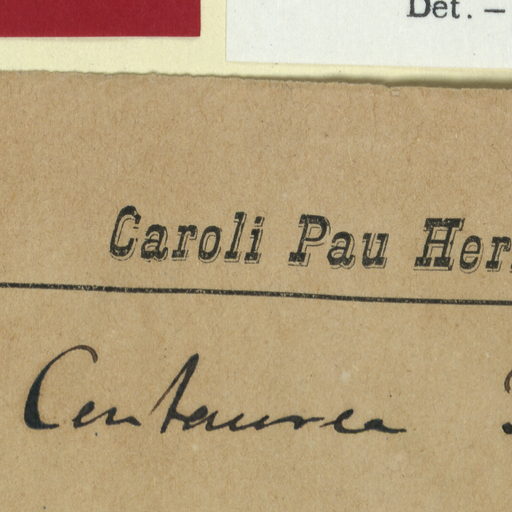 Det. –
Caroli Pau Her
Centaurea